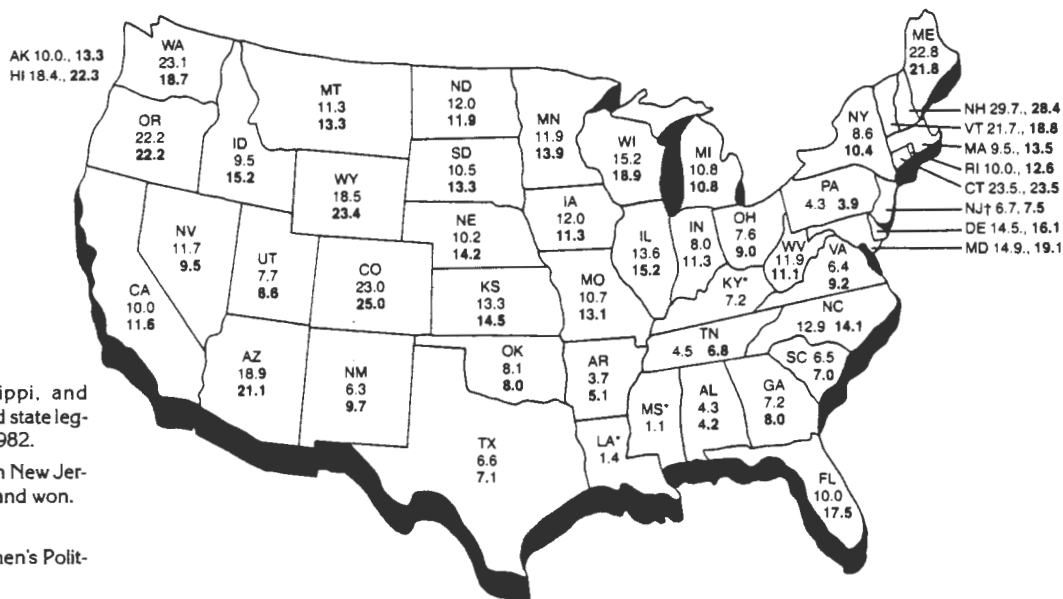 AK 10.0., 13.3
HI 18.4., 22.3
WA
23.1
18.7
OR
22.2
22.2
ID
9.5
15.2
MT
11.3
13.3
ND
12.0
11.9
MN
11.9
13.9
WI
15.2
18.9
MI
10.8
10.8
NY
8.6
10.4
ME
22.8
21.8
NH 29.7., 28.4
VT 21.7., 18.8
MA 9.5., 13.5
RI 10.0., 12.6
CT 23.5., 23.5
NJ† 6.7, 7.5
DE 14.5., 16.1
MD 14.9., 19.1
SD
10.5
13.3
WY
18.5
23.4
NE
10.2
14.2
IA
12.0
11.3
IL
13.6
15.2
IN
8.0
11.3
OH
7.6
9.0
PA
4.3 3.9
WV
11.9
11.1
VA
6.4
9.2
NV
11.7
9.5
UT
7.7
8.6
CO
23.0
25.0
KS
13.3
14.5
MO
10.7
13.1
KY*
7.2
NC
12.9 14.1
CA
10.0
11.6
AZ
18.9
21.1
NM
6.3
9.7
OK
8.1
8.0
AR
3.7
5.1
TN
4.5 6.8
SC 6.5
7.0
MS*
1.1
AL
4.3
4.2
GA
7.2
8.0
TX
6.6
7.1
LA*
1.4
FL
10.0
17.5
ippi, and
d state leg-
982.
n New Jer-
and won.
nen's Polit-